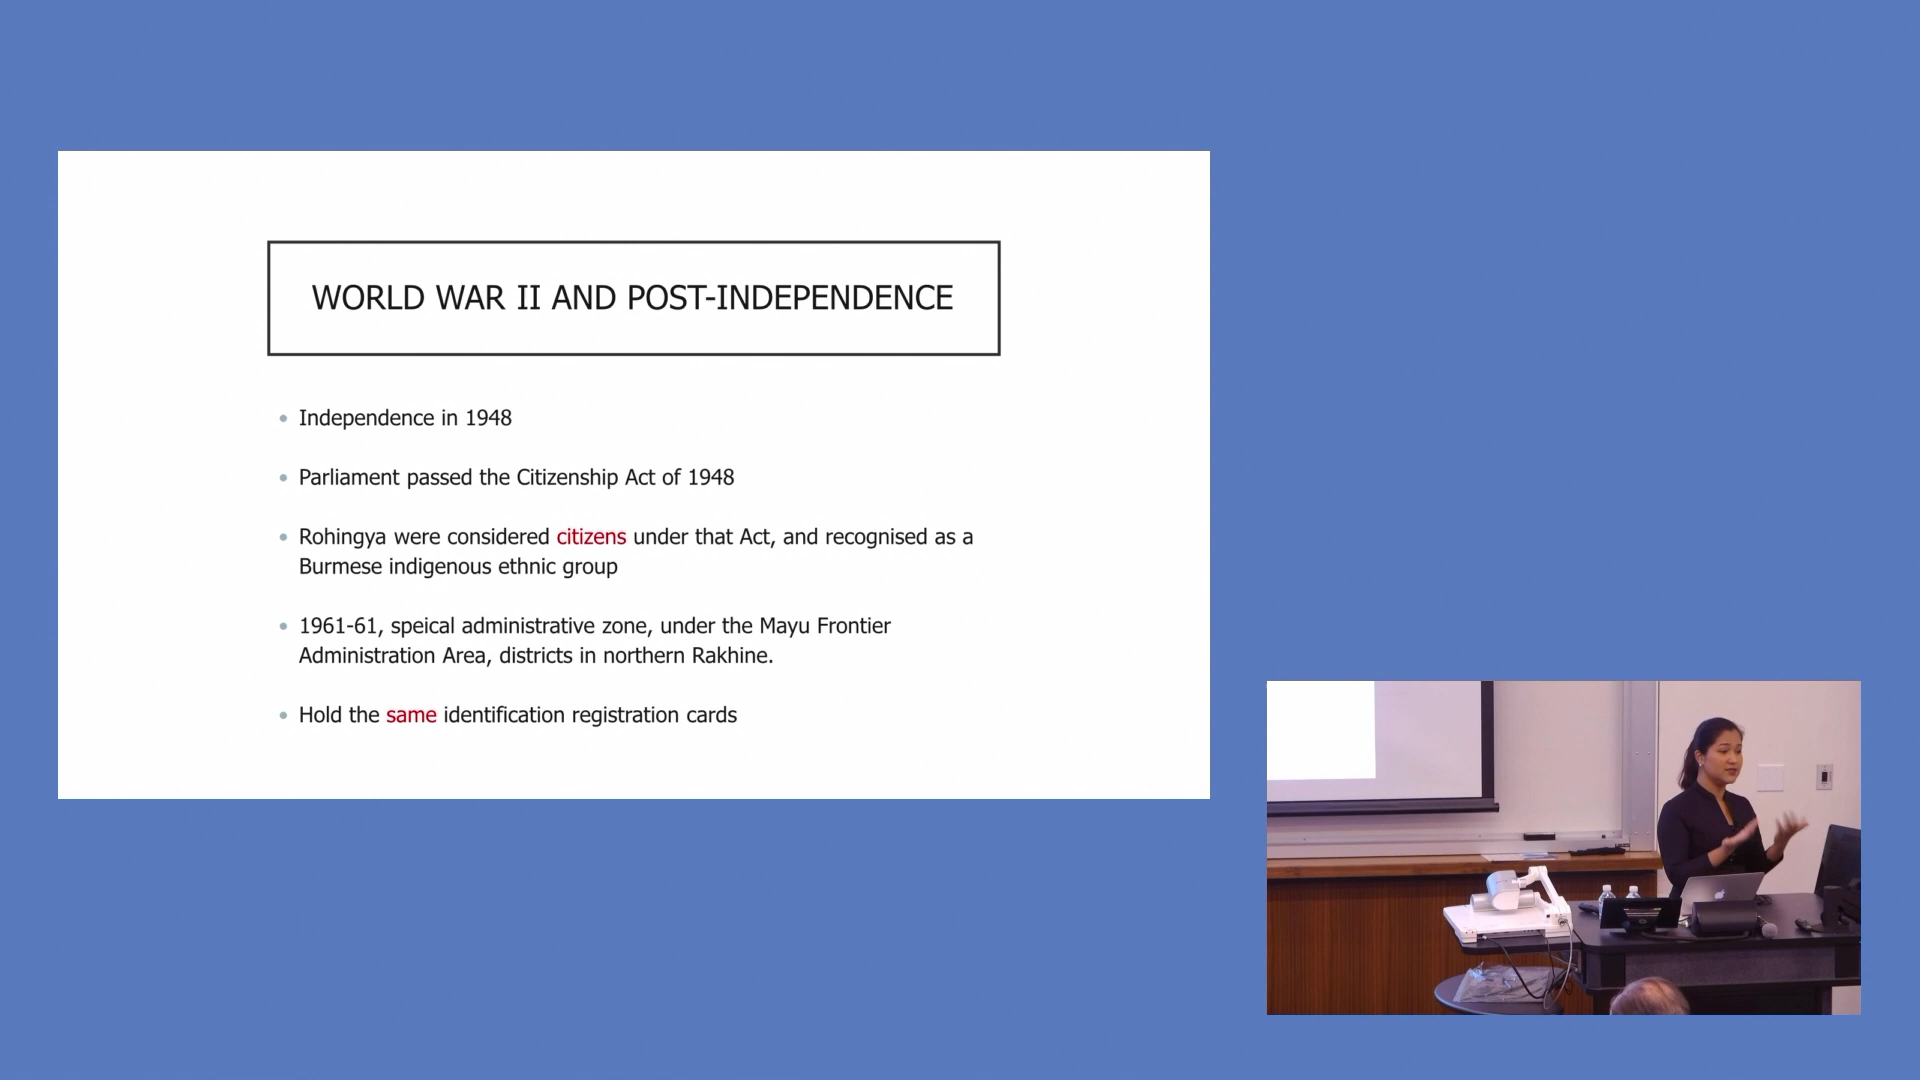 WORLD WAR II AND POST-INDEPENDENCE
Independence in 1948
Parliament passed the Citizenship Act of 1948
Rohingya were considered citizens under that Act, and recognised as a
Burmese indigenous ethnic group
1961-61, speical administrative zone, under the Mayu Frontier
Administration Area, districts in northern Rakhine.
Hold the same identification registration cards